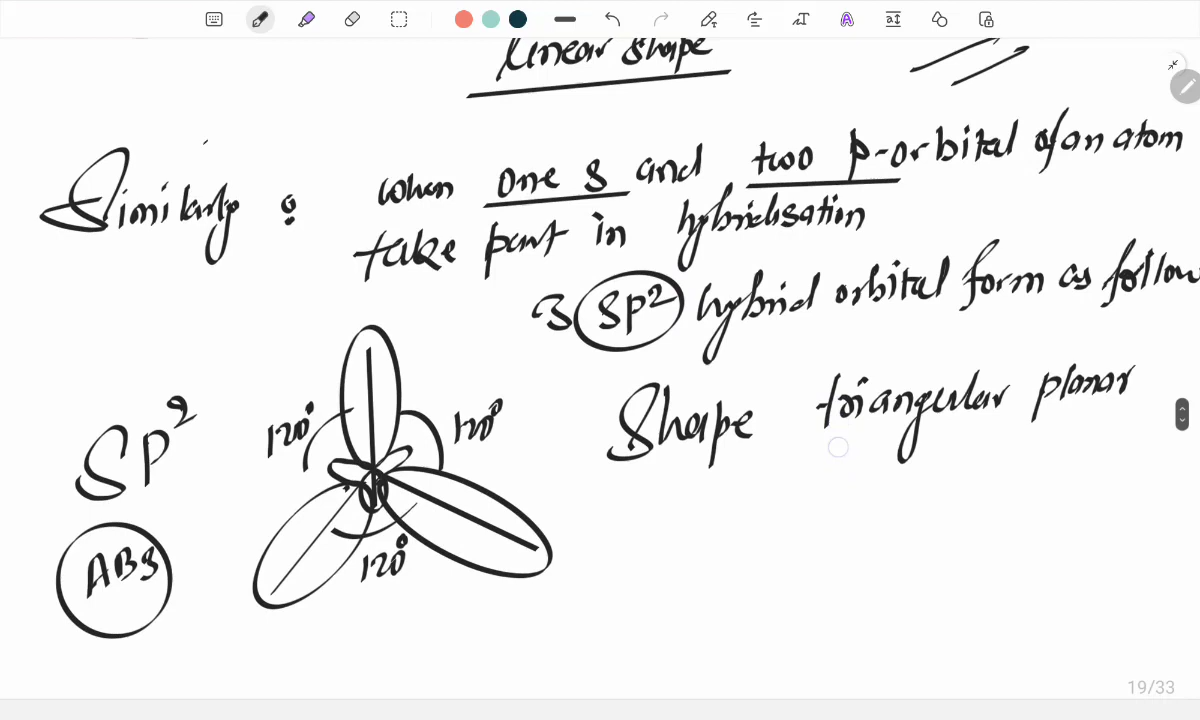 Linear shape
Similarly : when one s and two p-orbital of an atom
take part in hybridisation
3 SP² hybrid orbital form as follow
SP²
120° 120°
Shape triangular planar
120°
AB3
19/33